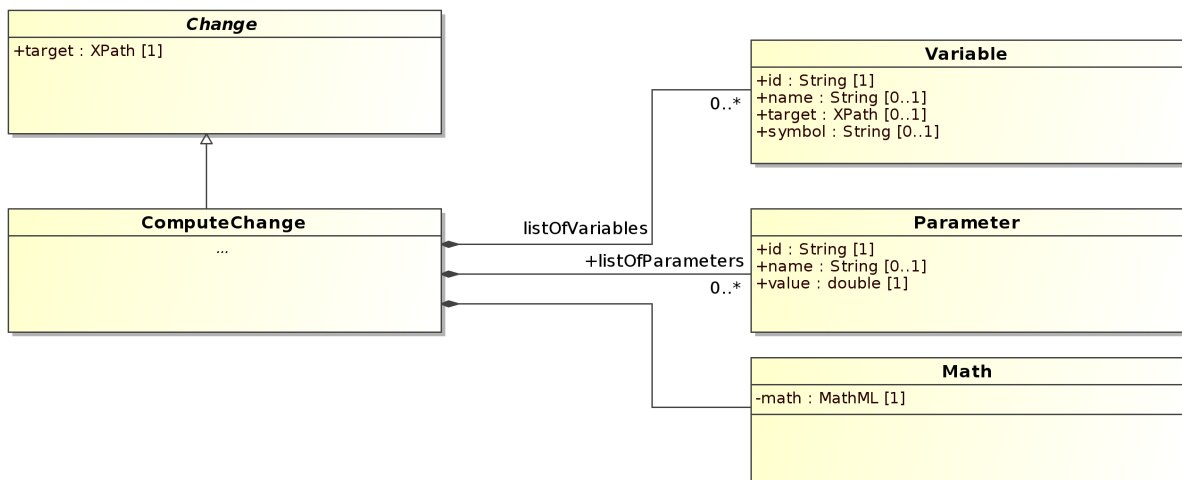 Change
+target : XPath [1]
Variable
+id : String [1]
+name : String [0..1]
+target : XPath [0..1]
+symbol : String [0..1]
0..*
ComputeChange
...
listOfVariables
+listOfParameters
0..*
Parameter
+id : String [1]
+name : String [0..1]
+value : double [1]
Math
-math : MathML [1]